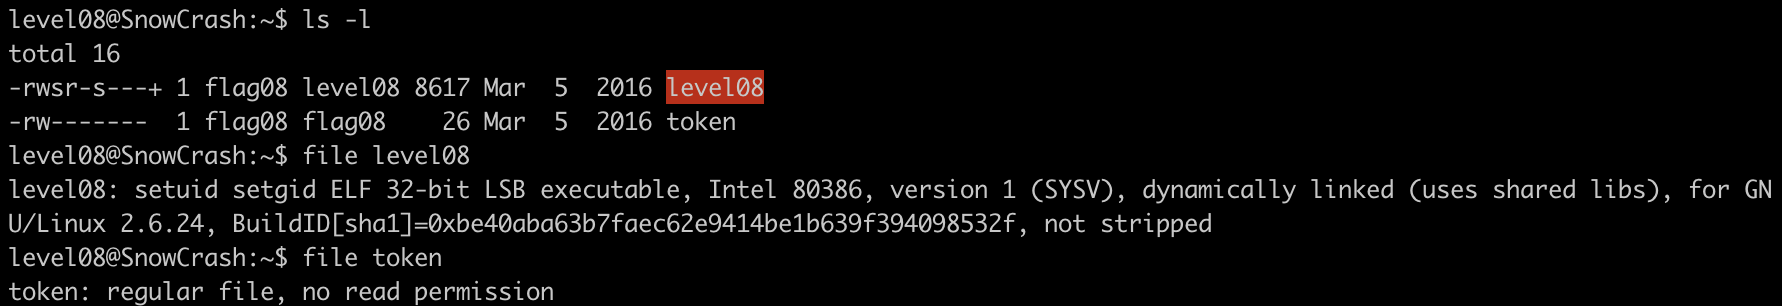 level08@SnowCrash:~$ ls -l
total 16
-rwsr-s---+ 1 flag08 level08 8617 Mar  5  2016 level08
-rw-------  1 flag08 flag08    26 Mar  5  2016 token
level08@SnowCrash:~$ file level08
level08: setuid setgid ELF 32-bit LSB executable, Intel 80386, version 1 (SYSV), dynamically linked (uses shared libs), for GN
U/Linux 2.6.24, BuildID[sha1]=0xbe40aba63b7faec62e9414be1b639f394098532f, not stripped
level08@SnowCrash:~$ file token
token: regular file, no read permission